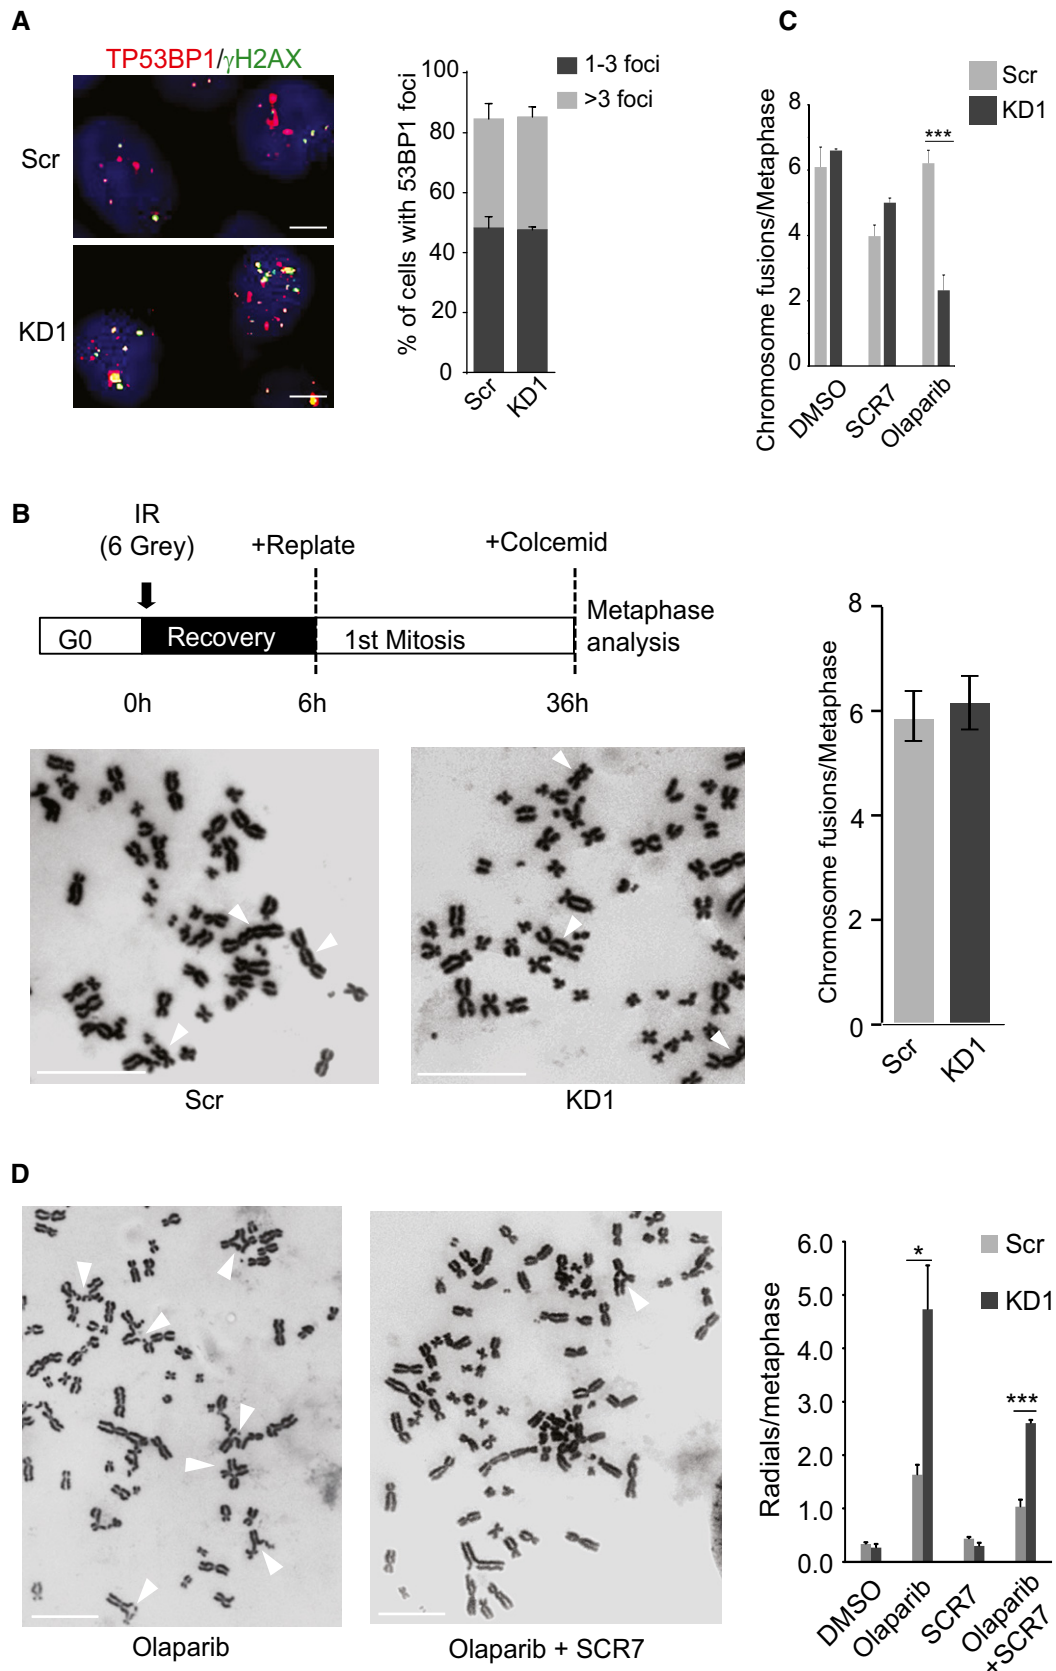 A
TP53BP1/γH2AX
Scr
KD1
% of cells with 53BP1 foci
100
80
60
40
20
0
Scr
KD1
1-3 foci
>3 foci
C
Scr
KD1
Chromosome fusions/Metaphase
8
6
4
2
0
***
DMSO
SCR7
Olaparib
B
IR
(6 Grey)
+Replate
+Colcemid
G0
Recovery
1st Mitosis
Metaphase
analysis
0h
6h
36h
Scr
KD1
Chromosome fusions/Metaphase
8
6
4
2
0
Scr
KD1
D
Olaparib
Olaparib + SCR7
Radials/metaphase
6.0
5.0
4.0
3.0
2.0
1.0
0.0
*
***
Scr
KD1
DMSO
Olaparib
SCR7
Olaparib
+SCR7